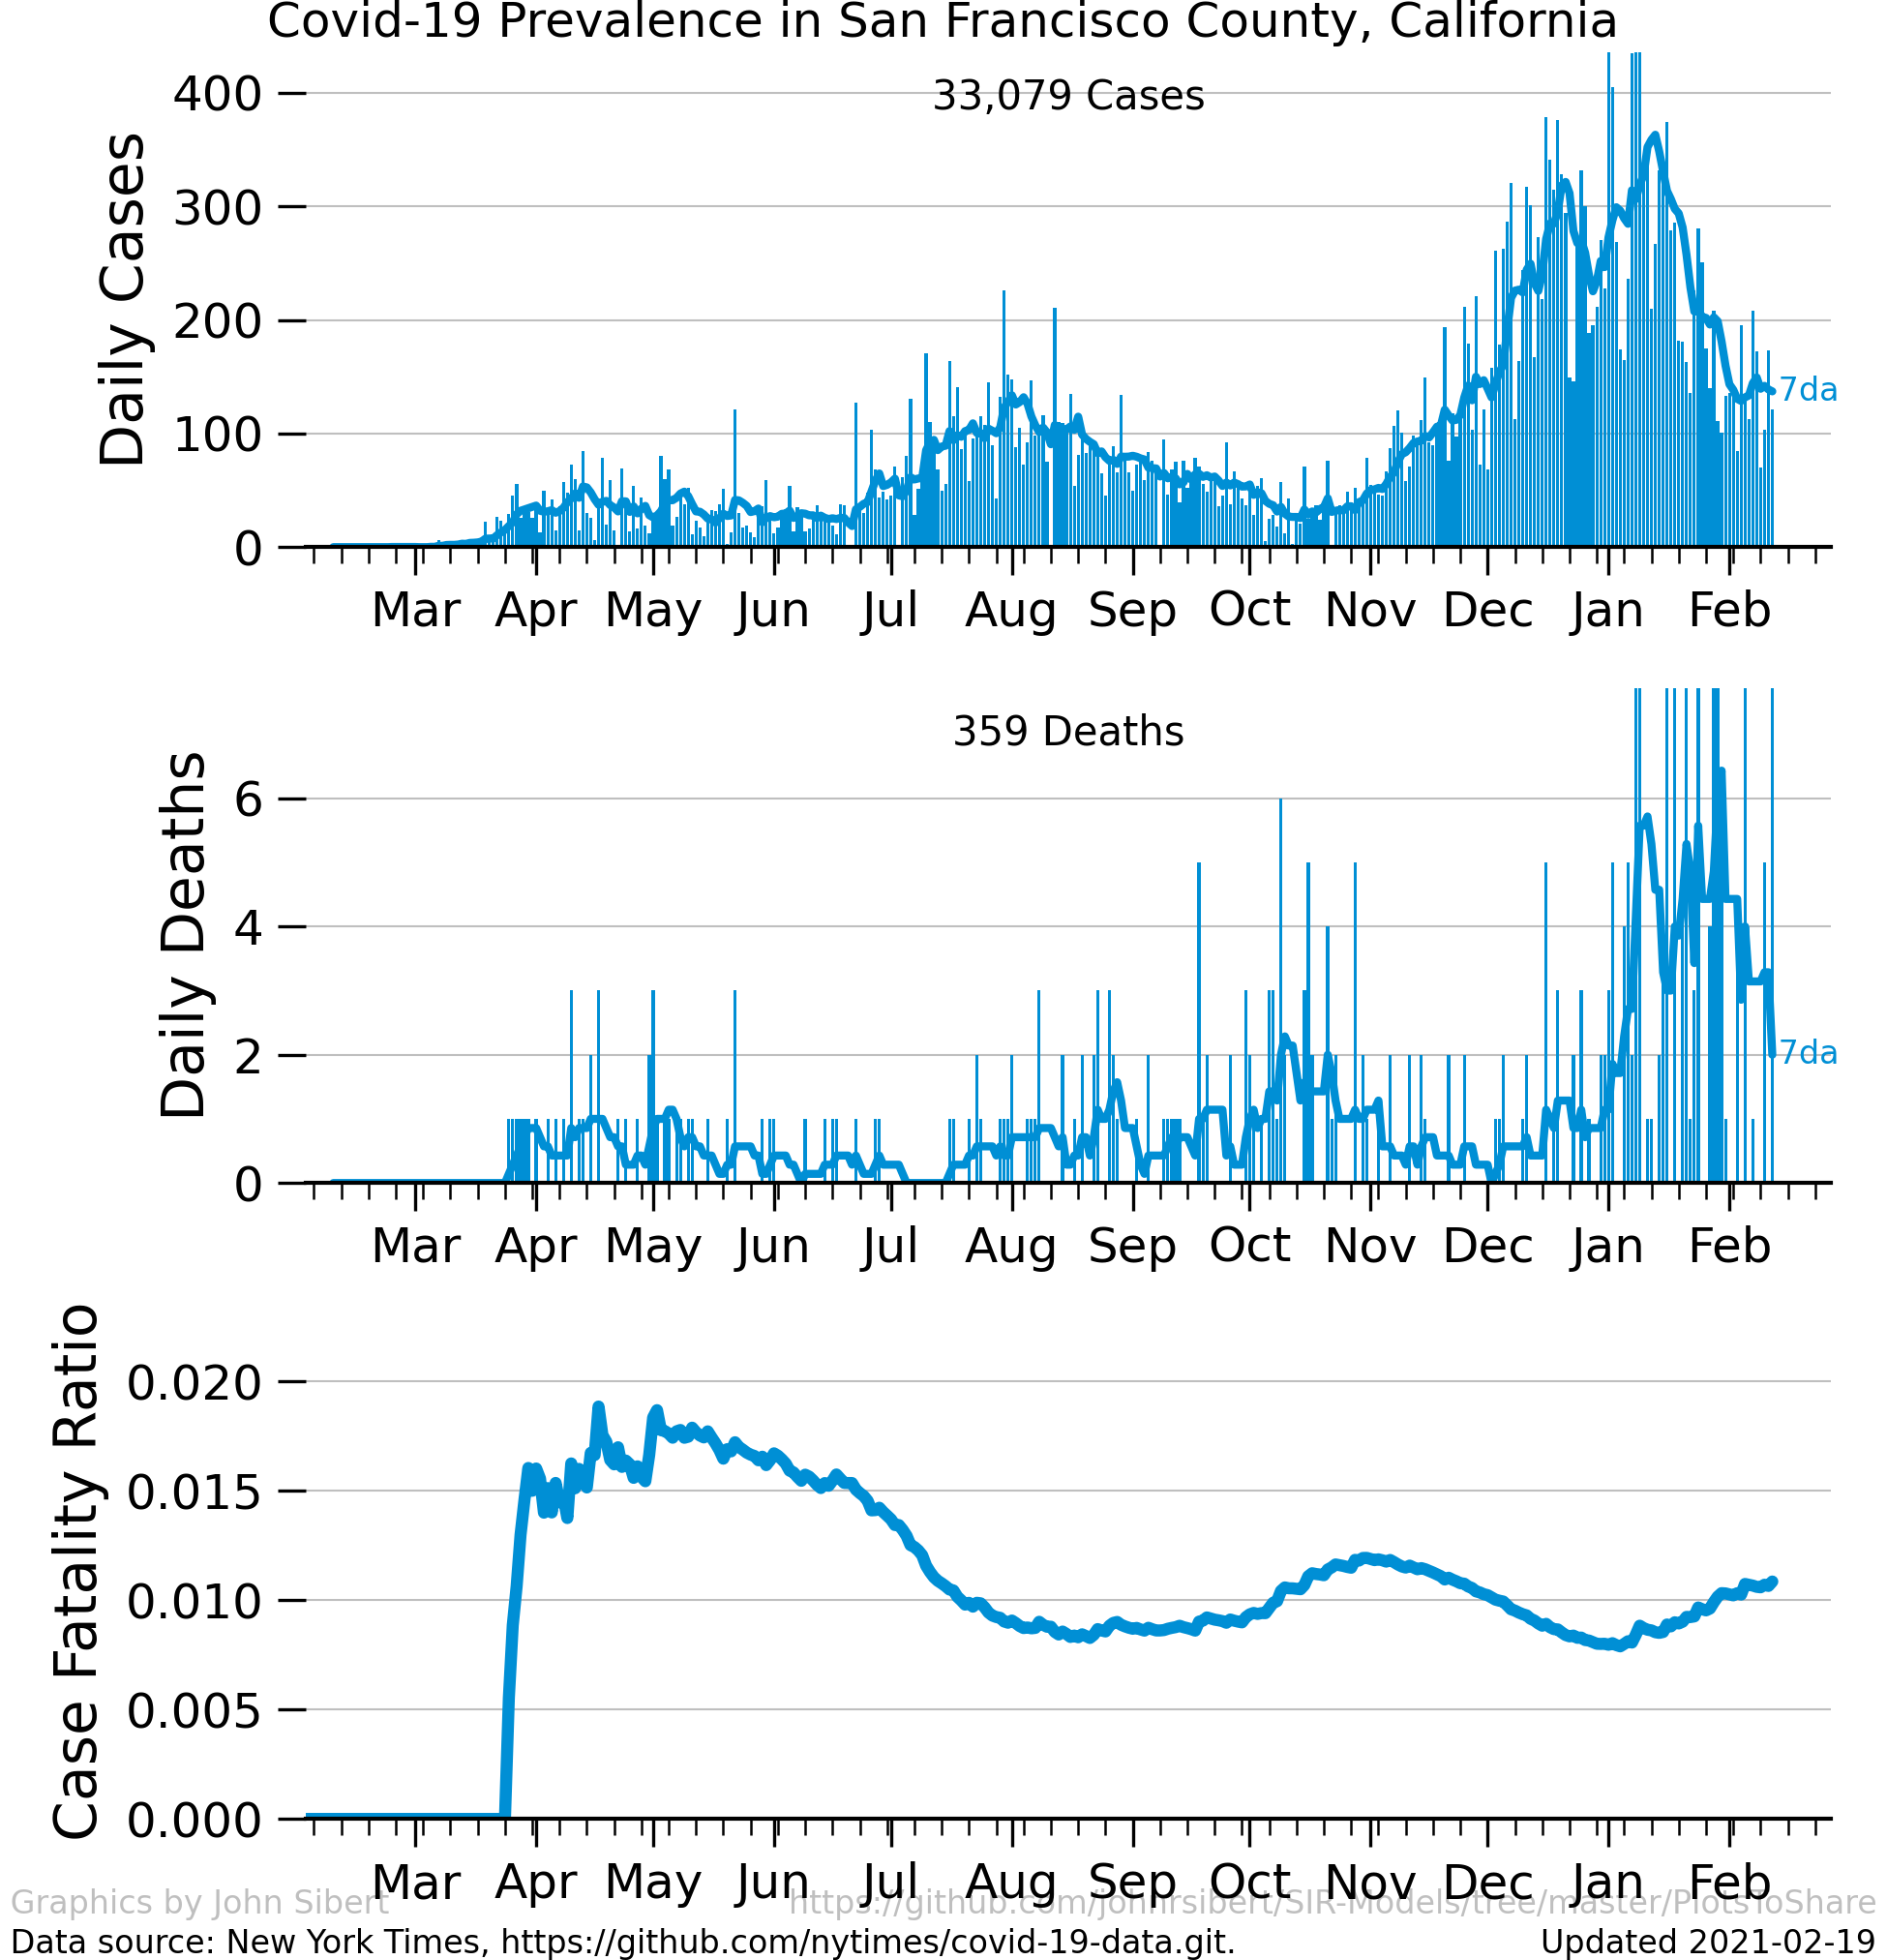 Covid-19 Prevalence in San Francisco County, California
Daily Cases
400
300
200
100
0
33,079 Cases
7da
Mar Apr May Jun Jul Aug Sep Oct Nov Dec Jan Feb
Daily Deaths
6
4
2
0
359 Deaths
7da
Mar Apr May Jun Jul Aug Sep Oct Nov Dec Jan Feb
Case Fatality Ratio
0.020
0.015
0.010
0.005
0.000
Mar Apr May Jun Jul Aug Sep Oct Nov Dec Jan Feb
Graphics by John Sibert https://github.com/johnrsibert/SIR-Models/tree/master/PlotsToShare
Data source: New York Times, https://github.com/nytimes/covid-19-data.git. Updated 2021-02-19